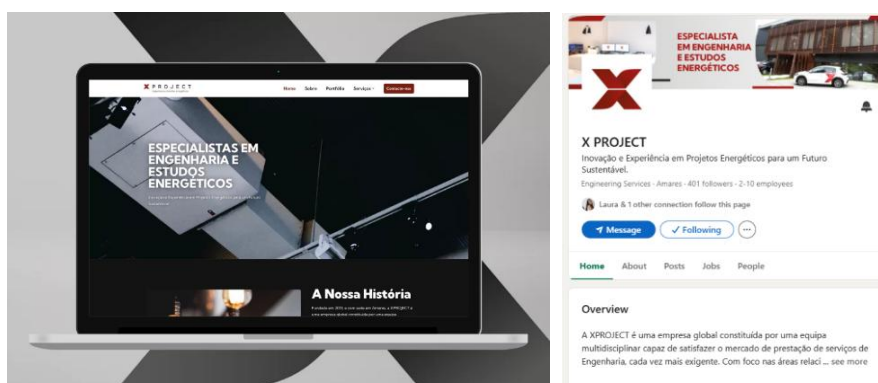 X PROJECT
Home Sobre Portfólio Serviços Contacte-nos
ESPECIALISTAS EM
ENGENHARIA E
ESTUDOS
ENERGÉTICOS
A Nossa História
ESPECIALISTA
EM ENGENHARIA
E ESTUDOS
ENERGÉTICOS
X PROJECT
Inovação e Experiência em Projetos Energéticos para um Futuro
Sustentável.
Engineering Services · Amares · 401 followers · 2-10 employees
Laura & 1 other connection follow this page
Message
Following
Home About Posts Jobs People
Overview
A XPROJECT é uma empresa global constituída por uma equipa
multidisciplinar capaz de satisfazer o mercado de prestação de serviços de
Engenharia, cada vez mais exigente. Com foco nas áreas relaci ... see more